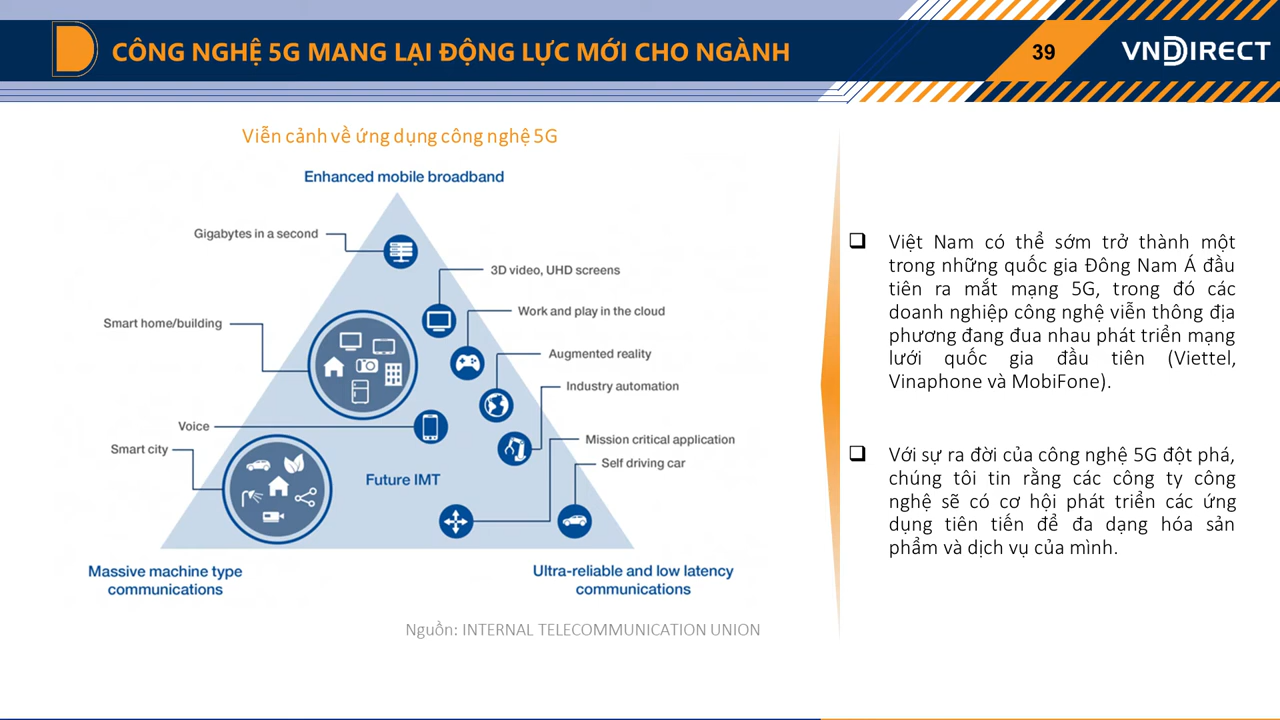 CÔNG NGHỆ 5G MANG LẠI ĐỘNG LỰC MỚI CHO NGÀNH
39
VNDIRECT
Viễn cảnh về ứng dụng công nghệ 5G
Enhanced mobile broadband
Gigabytes in a second
3D video, UHD screens
Work and play in the cloud
Smart home/building
Augmented reality
Industry automation
Voice
Mission critical application
Smart city
Self driving car
Future IMT
Massive machine type
communications
Ultra-reliable and low latency
communications
Nguồn: INTERNAL TELECOMMUNICATION UNION
Việt Nam có thể sớm trở thành một
trong những quốc gia Đông Nam Á đầu
tiên ra mắt mạng 5G, trong đó các
doanh nghiệp công nghệ viễn thông địa
phương đang đua nhau phát triển mạng
lưới quốc gia đầu tiên (Viettel,
Vinaphone và MobiFone).
Với sự ra đời của công nghệ 5G đột phá,
chúng tôi tin rằng các công ty công
nghệ sẽ có cơ hội phát triển các ứng
dụng tiên tiến để đa dạng hóa sản
phẩm và dịch vụ của mình.